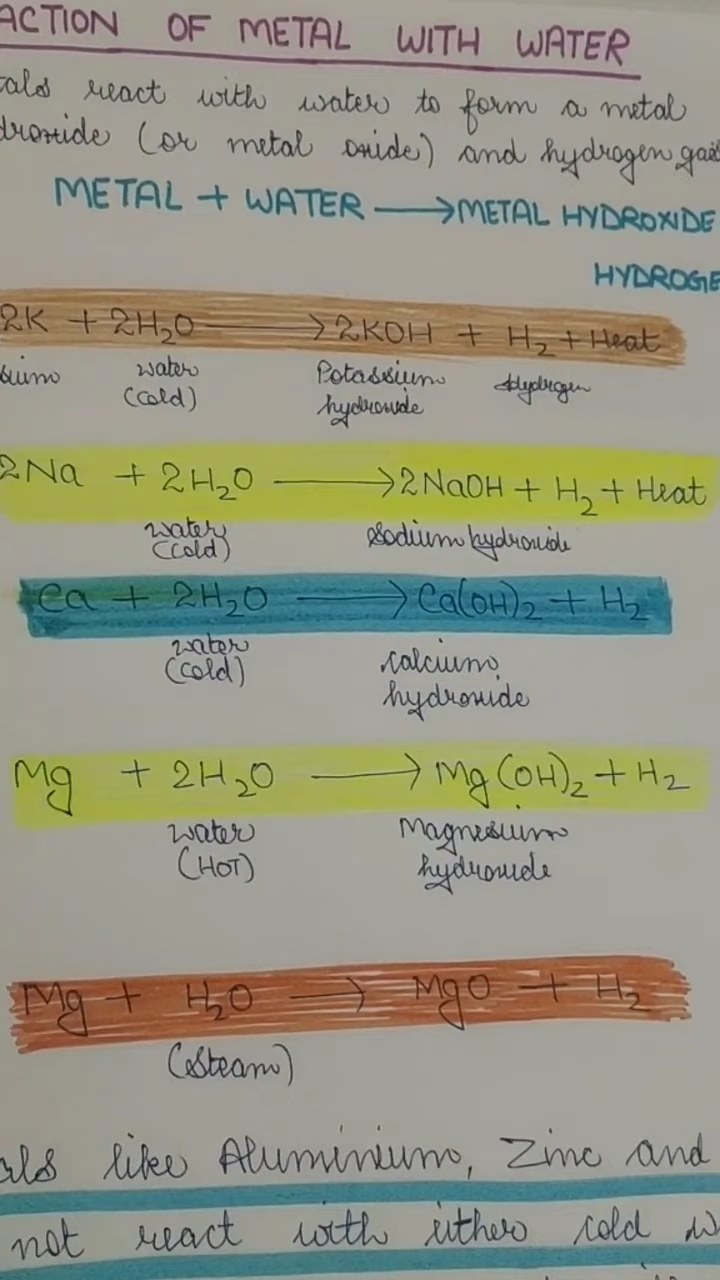 ACTION OF METAL WITH WATER
tals react with water to form a metal
droxide (or metal oxide) and hydrogen gas
METAL + WATER ⟶ METAL HYDROXIDE
HYDROGE
2K + 2H₂O ⟶ 2KOH + H₂ + Heat
sium water Potassium Hydrogen
(cold) hydroxide
2Na + 2H₂O ⟶ 2NaOH + H₂ + Heat
water sodium hydroxide
(cold)
Ca + 2H₂O ⟶ Ca(OH)₂ + H₂
water calcium
(cold) hydroxide
Mg + 2H₂O ⟶ Mg(OH)₂ + H₂
water Magnesium
(HOT) hydroxide
Mg + H₂O ⟶ MgO + H₂
(steam)
als like Aluminium, Zinc and
not react with either cold w